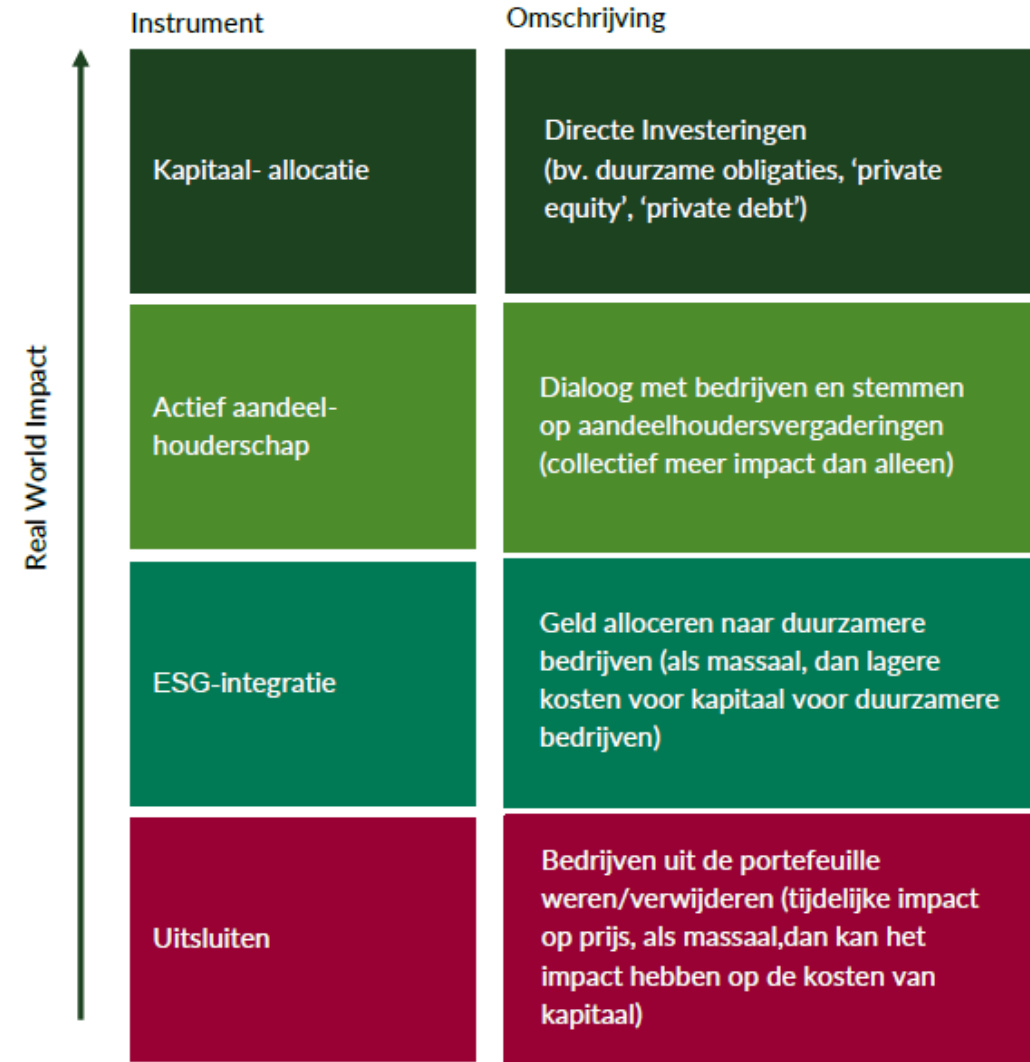 Instrument
Omschrijving
Real World Impact
Kapitaal- allocatie
Directe Investeringen
(bv. duurzame obligaties, ‘private
equity’, ‘private debt’)
Actief aandeel-
houderschap
Dialoog met bedrijven en stemmen
op aandeelhoudersvergaderingen
(collectief meer impact dan alleen)
ESG-integratie
Geld alloceren naar duurzamere
bedrijven (als massaal, dan lagere
kosten voor kapitaal voor duurzamere
bedrijven)
Uitsluiten
Bedrijven uit de portefeuille
weren/verwijderen (tijdelijke impact
op prijs, als massaal,dan kan het
impact hebben op de kosten van
kapitaal)